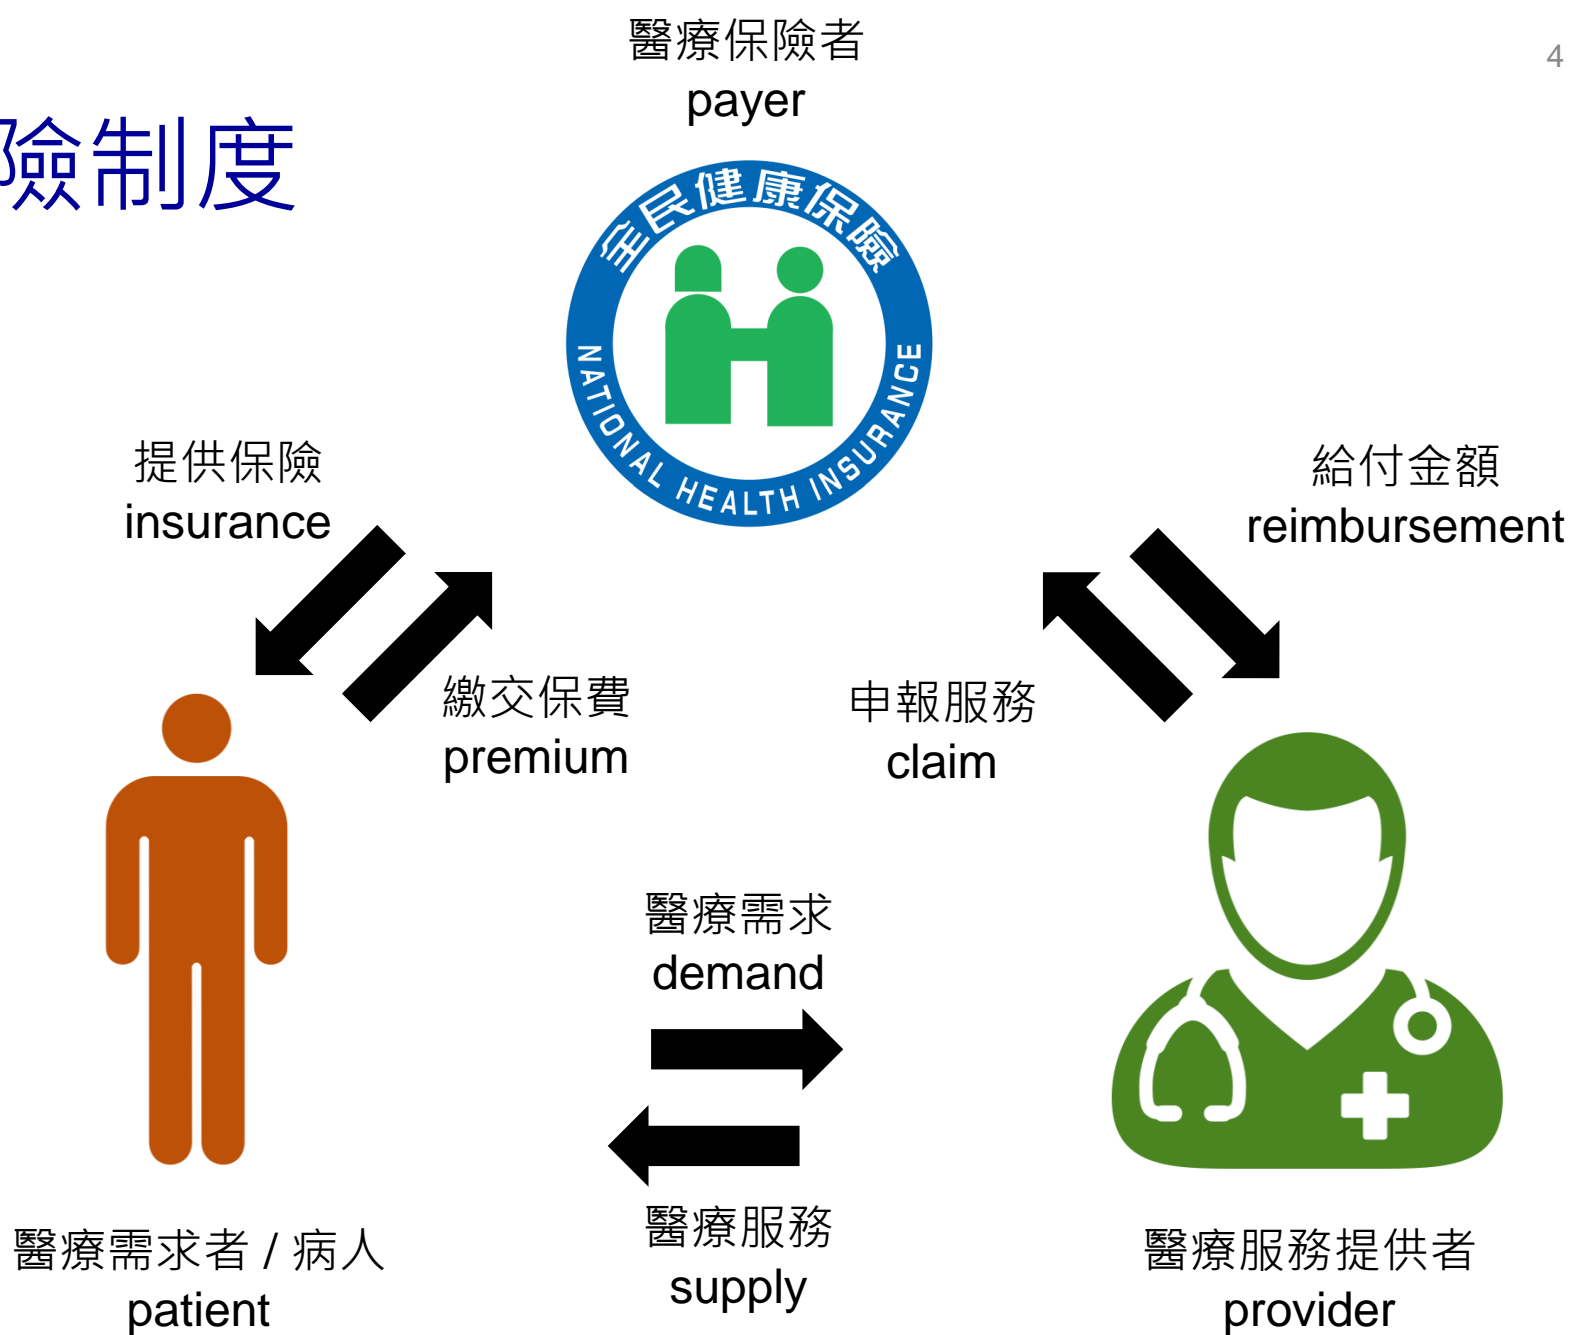 醫療保險者
payer
4
險制度
全民健康保險
NATIONAL HEALTH INSURANCE
提供保險
insurance
給付金額
reimbursement
繳交保費
premium
申報服務
claim
醫療需求
demand
醫療服務
supply
醫療需求者 / 病人
patient
醫療服務提供者
provider